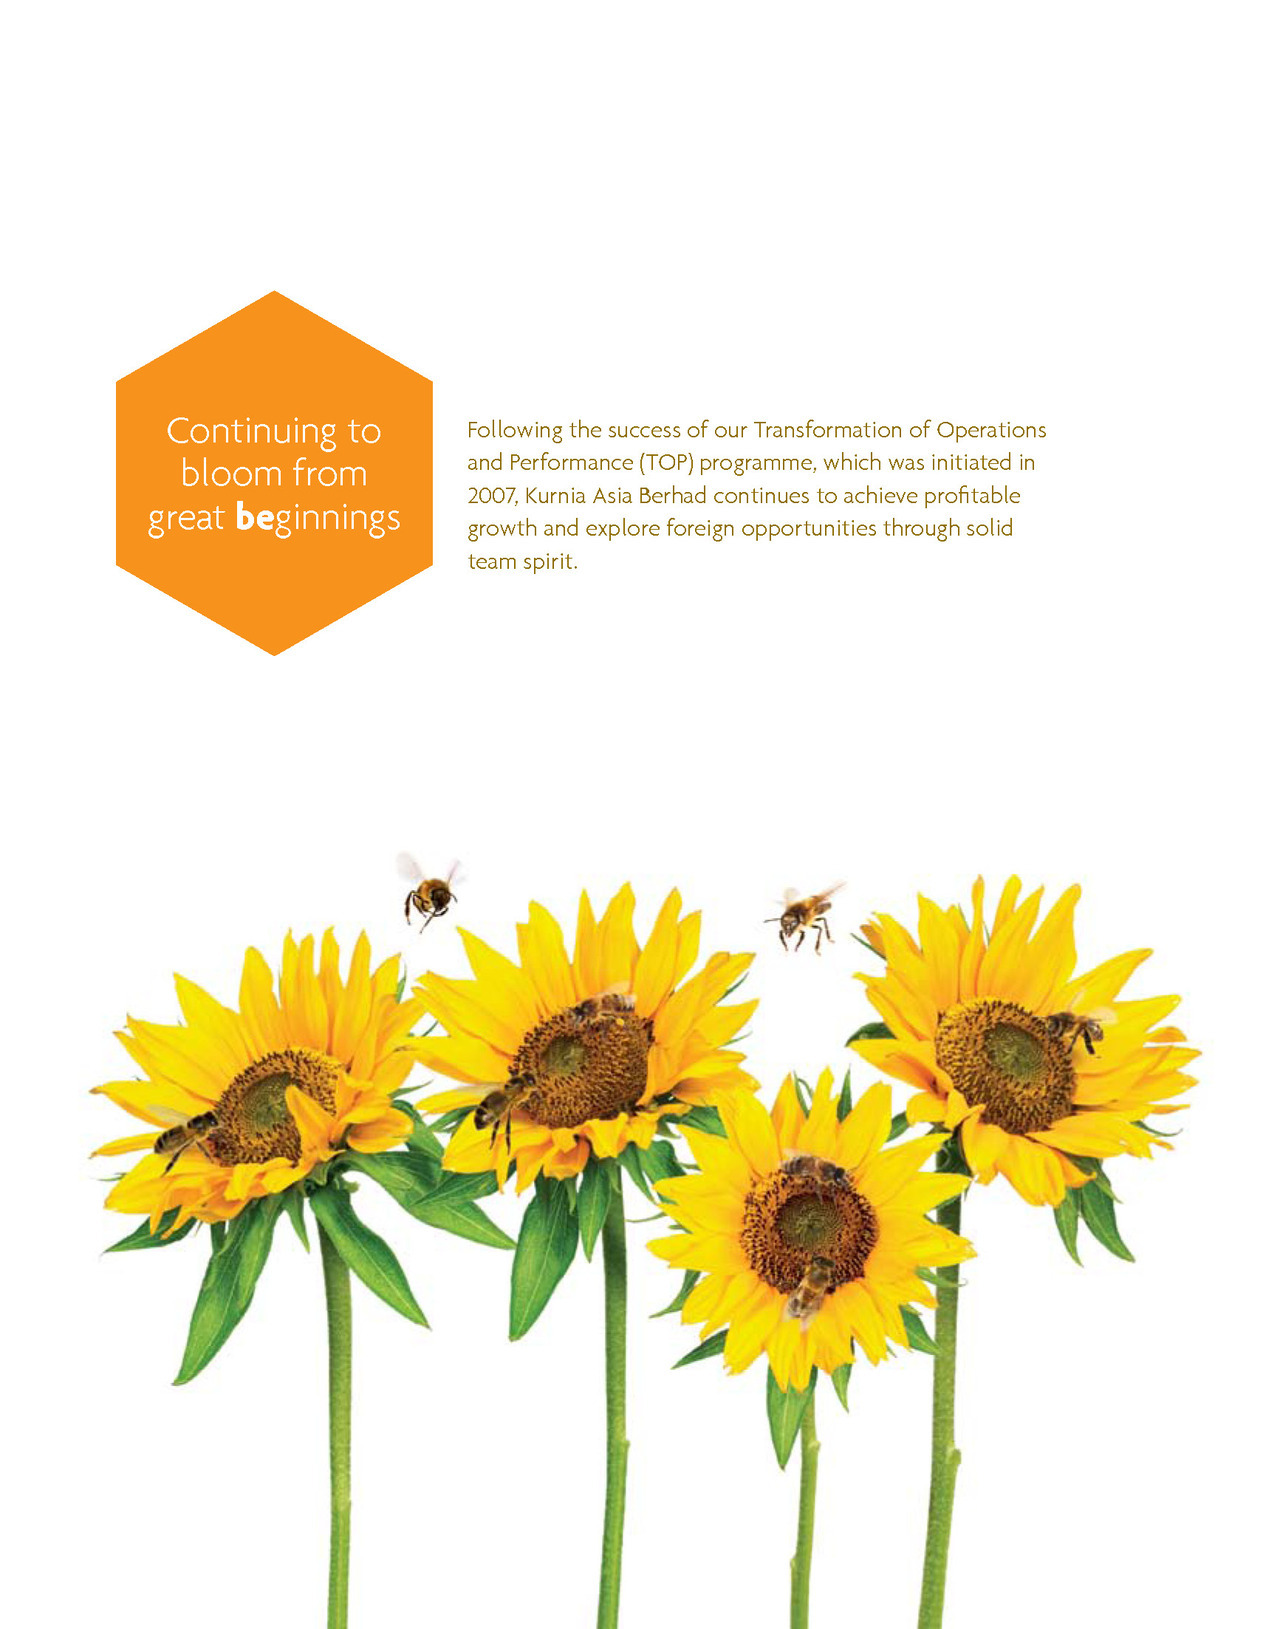 Continuing to
bloom from
great beginnings
Following the success of our Transformation of Operations
and Performance (TOP) programme, which was initiated in
2007, Kurnia Asia Berhad continues to achieve profitable
growth and explore foreign opportunities through solid
team spirit.